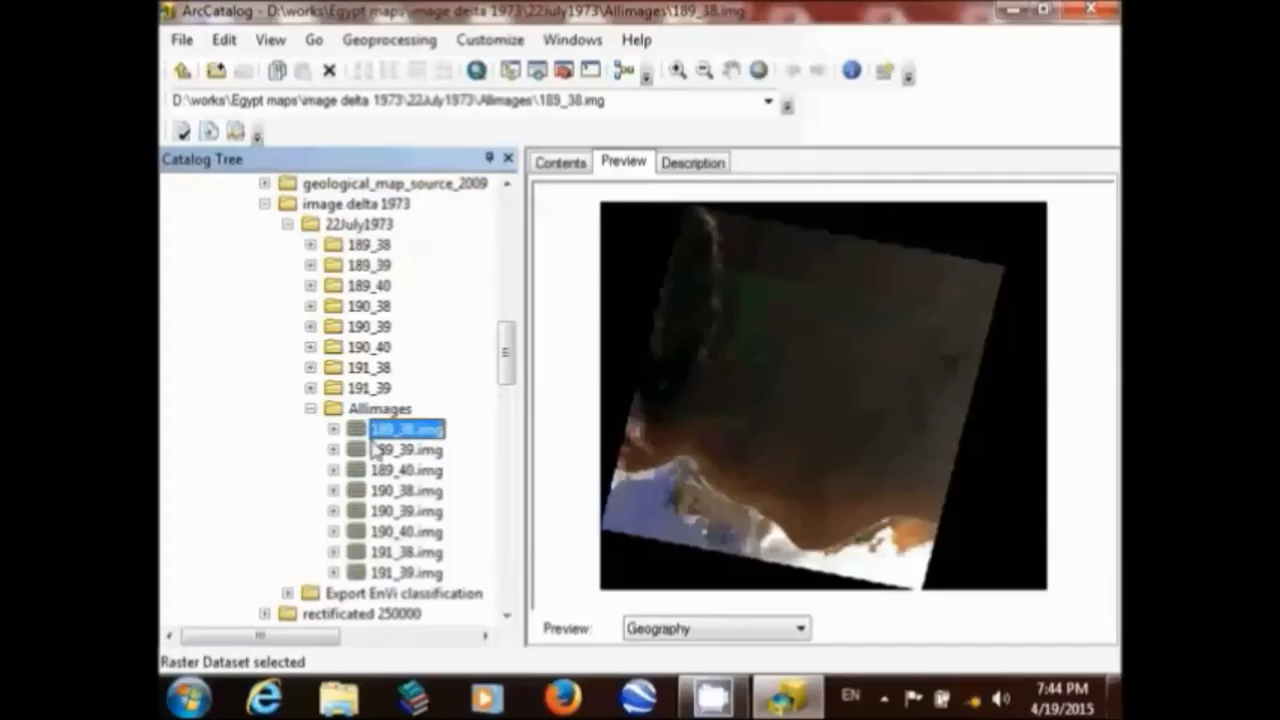 ArcCatalog - D:\works\Egypt maps\image delta 1973\22July1973\Allimages\189_38.img
File Edit View Go Geoprocessing Customize Windows Help
D:\works\Egypt maps\image delta 1973\22July1973\Allimages\189_38.img
Catalog Tree
Contents Preview Description
geological_map_source_2009
image delta 1973
22July1973
189_38
189_39
189_40
190_38
190_39
190_40
191_38
191_39
Allimages
189_38.img
189_39.img
189_40.img
190_38.img
190_39.img
190_40.img
191_38.img
191_39.img
Export EnVi classification
rectificated 250000
Preview: Geography
Raster Dataset selected
EN
7:44 PM
4/19/2015